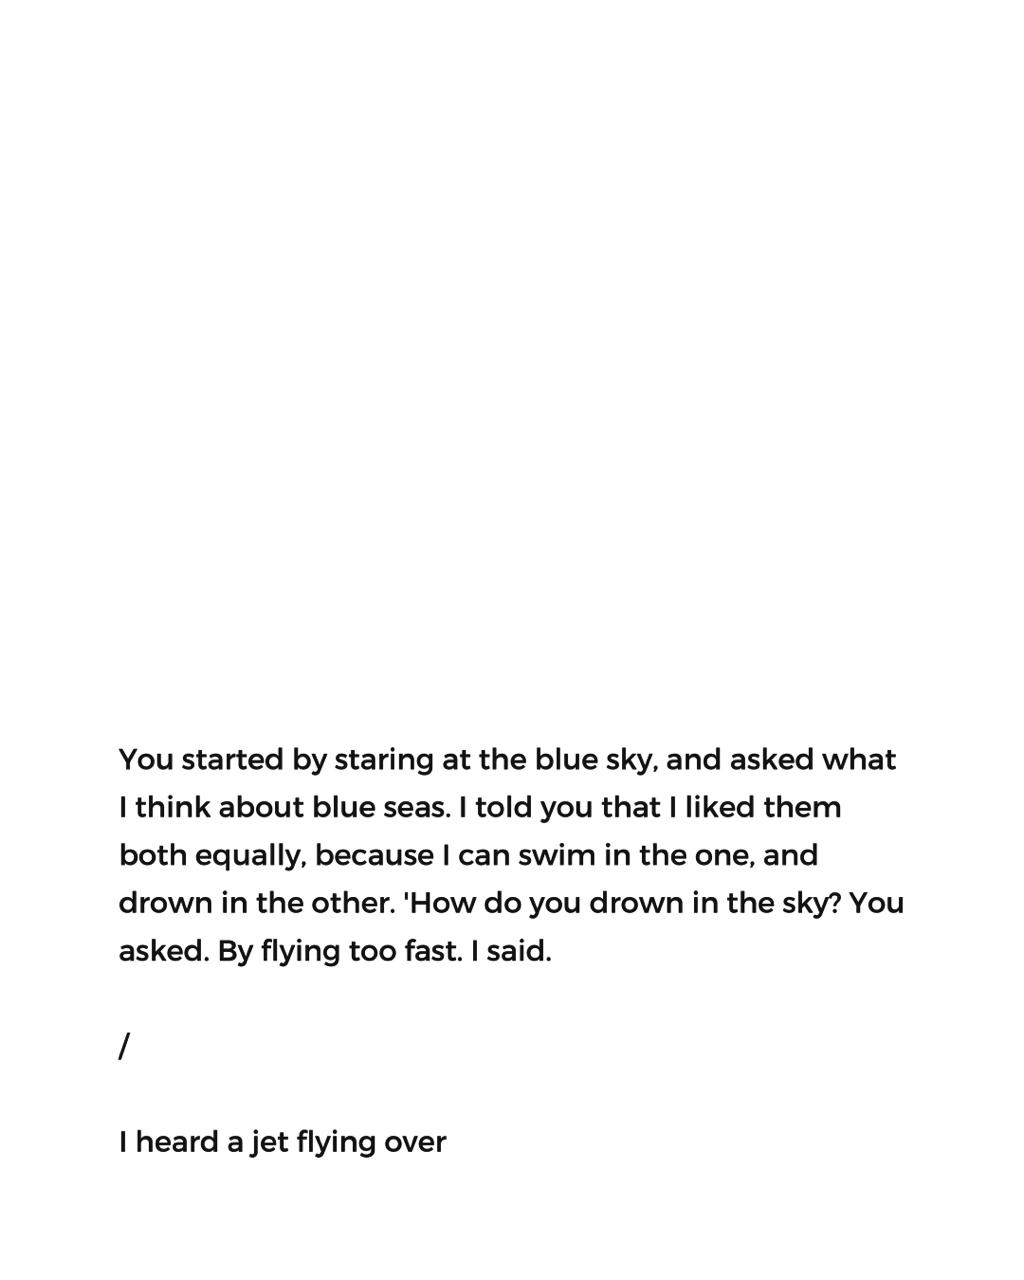 You started by staring at the blue sky, and asked what
I think about blue seas. I told you that I liked them
both equally, because I can swim in the one, and
drown in the other. 'How do you drown in the sky? You
asked. By flying too fast. I said.
/
I heard a jet flying over